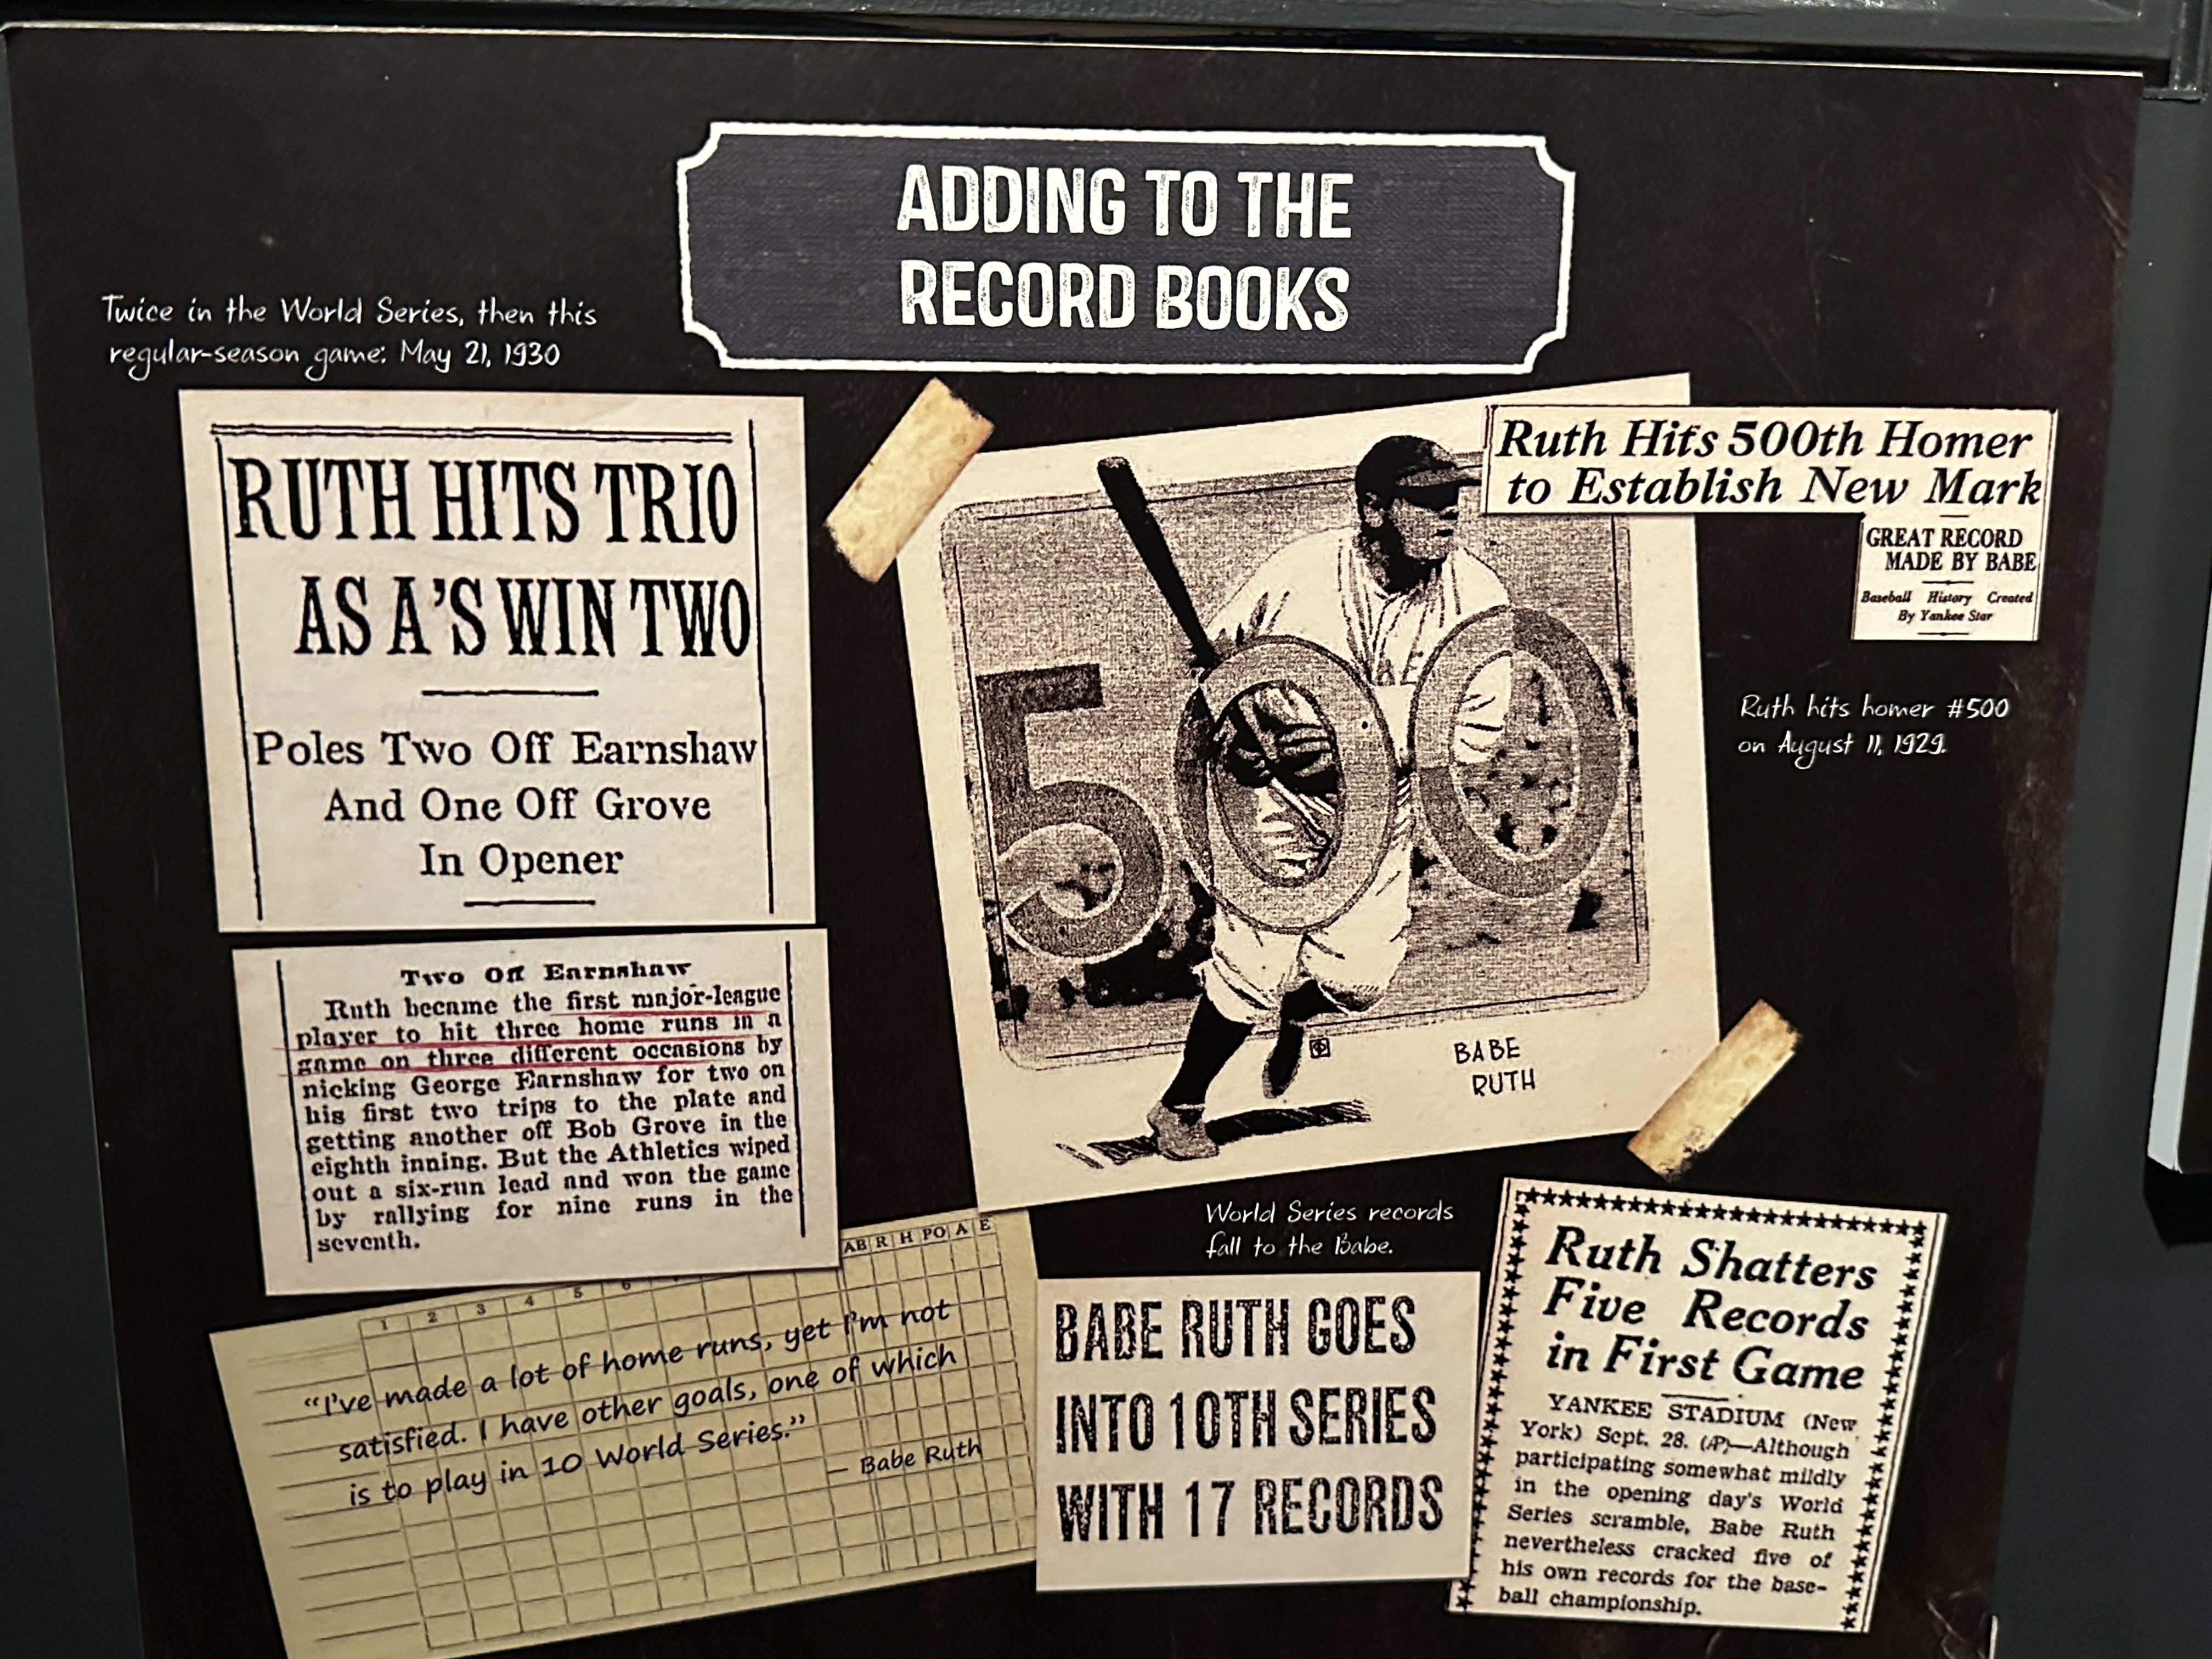 ADDING TO THE
RECORD BOOKS
Twice in the World Series, then this
regular-season game: May 21, 1930
RUTH HITS TRIO
AS A'S WIN TWO
Poles Two Off Earnshaw
And One Off Grove
In Opener
Two Off Earnshaw
Ruth became the first major-league
player to hit three home runs in a
game on three different occasions by
nicking George Earnshaw for two on
his first two trips to the plate and
getting another off Bob Grove in the
eighth inning. But the Athletics wiped
out a six-run lead and won the game
by rallying for nine runs in the
seventh.
Ruth Hits 500th Homer
to Establish New Mark
GREAT RECORD
MADE BY BABE
Baseball History Created
By Yankee Star
500
BABE
RUTH
Ruth hits homer #500
on August 11, 1929.
AB R H PO A E
1 2 3 4 5 6
"I've made a lot of home runs, yet I'm not
satisfied. I have other goals, one of which
is to play in 10 World Series."
— Babe Ruth
World Series records
fall to the Babe.
BABE RUTH GOES
INTO 10TH SERIES
WITH 17 RECORDS
Ruth Shatters
Five Records
in First Game
YANKEE STADIUM (New
York) Sept. 28. (AP)—Although
participating somewhat mildly
in the opening day's World
Series scramble, Babe Ruth
nevertheless cracked five of
his own records for the base-
ball championship.